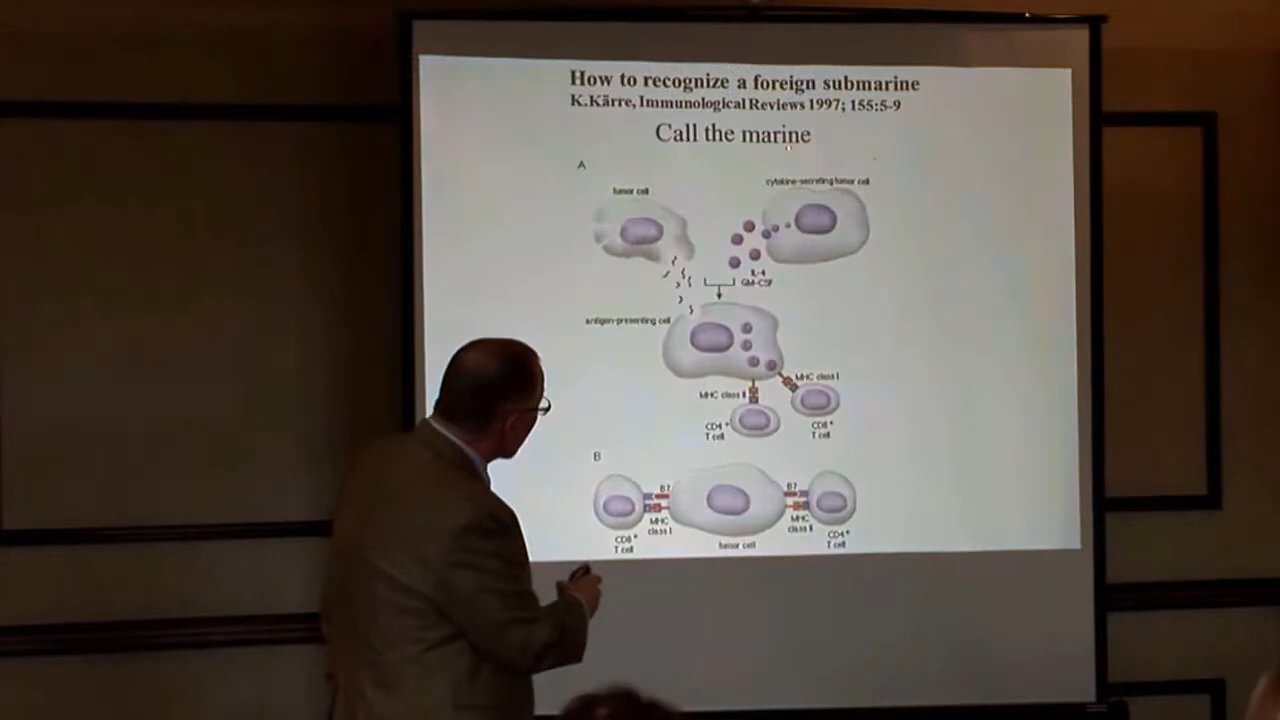 How to recognize a foreign submarine
K.Kärre, Immunological Reviews 1997; 155:5-9
Call the marine
A
tumor cell
cytokine-secreting tumor cell
IL-4
GM-CSF
antigen-presenting cell
MHC class I
MHC class II
CD4+
T cell
CD8+
T cell
B
B7
B7
MHC
class I
MHC
class II
CD8+
T cell
tumor cell
CD4+
T cell